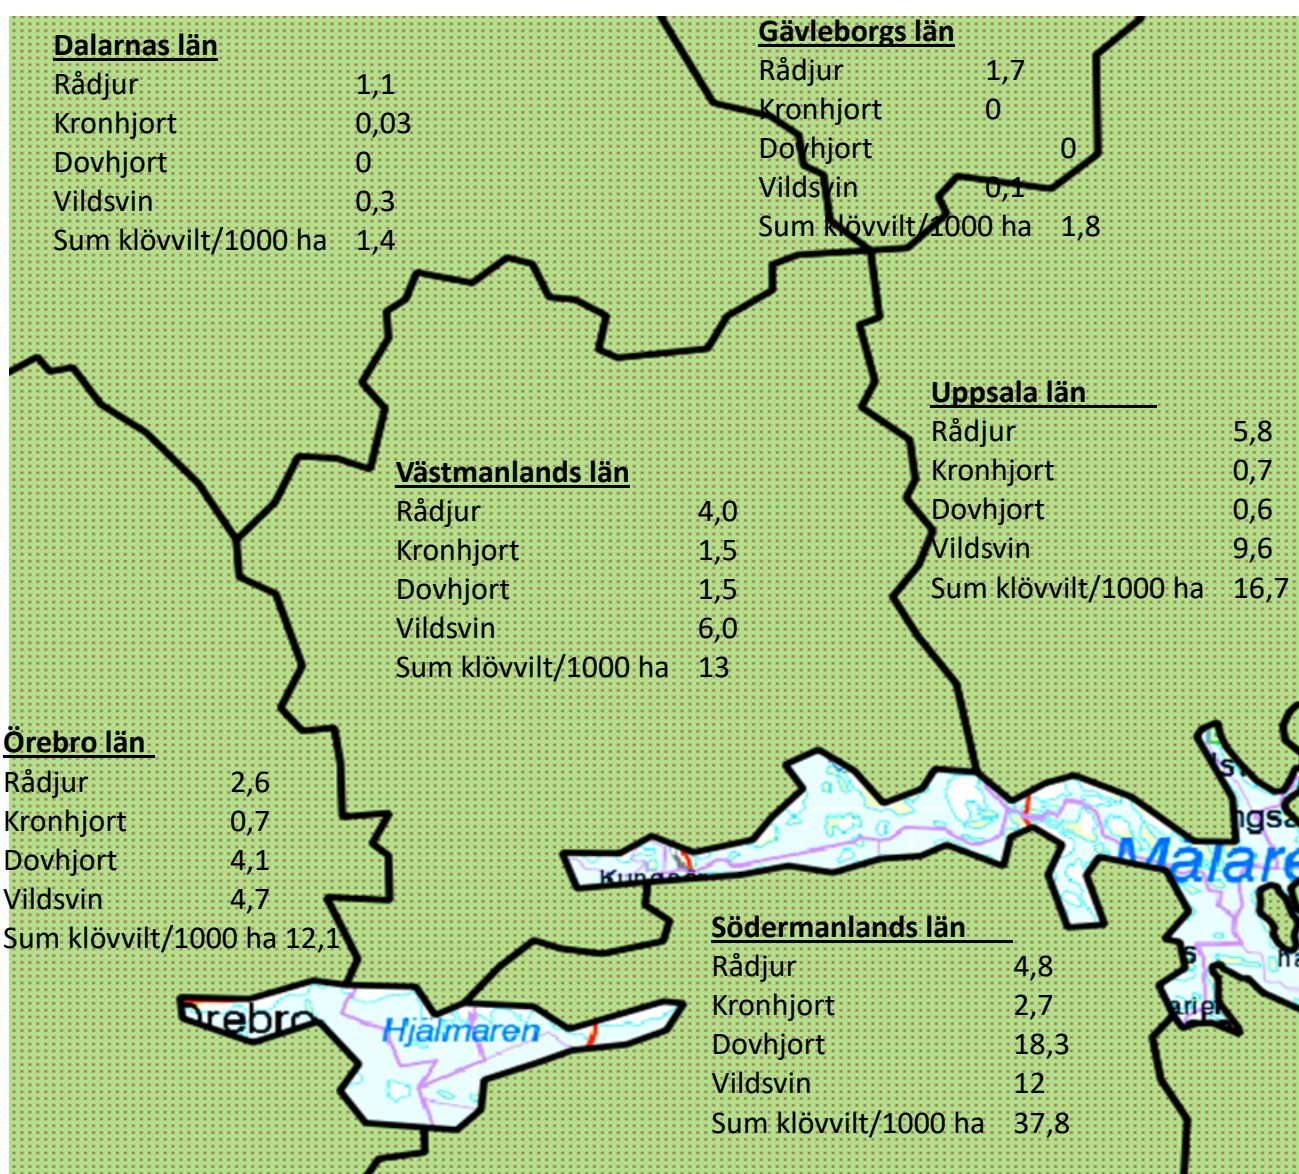 Dalarnas län
Rådjur 1,1
Kronhjort 0,03
Dovhjort 0
Vildsvin 0,3
Sum klövvilt/1000 ha 1,4
Gävleborgs län
Rådjur 1,7
Kronhjort 0
Dovhjort 0
Vildsvin 0,1
Sum klövvilt/1000 ha 1,8
Uppsala län
Rådjur 5,8
Kronhjort 0,7
Dovhjort 0,6
Vildsvin 9,6
Sum klövvilt/1000 ha 16,7
Västmanlands län
Rådjur 4,0
Kronhjort 1,5
Dovhjort 1,5
Vildsvin 6,0
Sum klövvilt/1000 ha 13
Örebro län
Rådjur 2,6
Kronhjort 0,7
Dovhjort 4,1
Vildsvin 4,7
Sum klövvilt/1000 ha 12,1
Mälare
Södermanlands län
Rådjur 4,8
Kronhjort 2,7
Dovhjort 18,3
Vildsvin 12
Sum klövvilt/1000 ha 37,8
Örebro
Hjälmaren